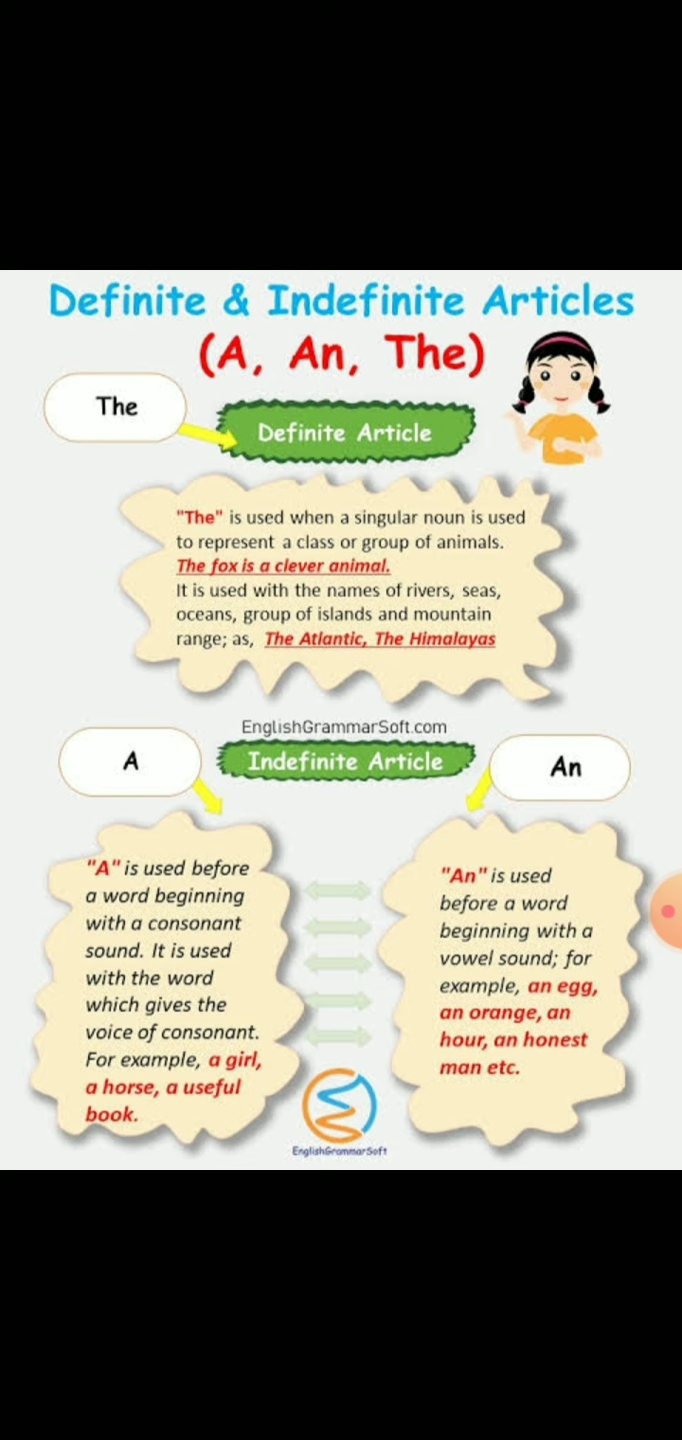 Definite & Indefinite Articles
(A, An, The)
The
Definite Article
"The" is used when a singular noun is used
to represent a class or group of animals.
The fox is a clever animal.
It is used with the names of rivers, seas,
oceans, group of islands and mountain
range; as, The Atlantic, The Himalayas
EnglishGrammarSoft.com
A
Indefinite Article
An
"A" is used before
a word beginning
with a consonant
sound. It is used
with the word
which gives the
voice of consonant.
For example, a girl,
a horse, a useful
book.
"An" is used
before a word
beginning with a
vowel sound; for
example, an egg,
an orange, an
hour, an honest
man etc.
EnglishGrammarSoft